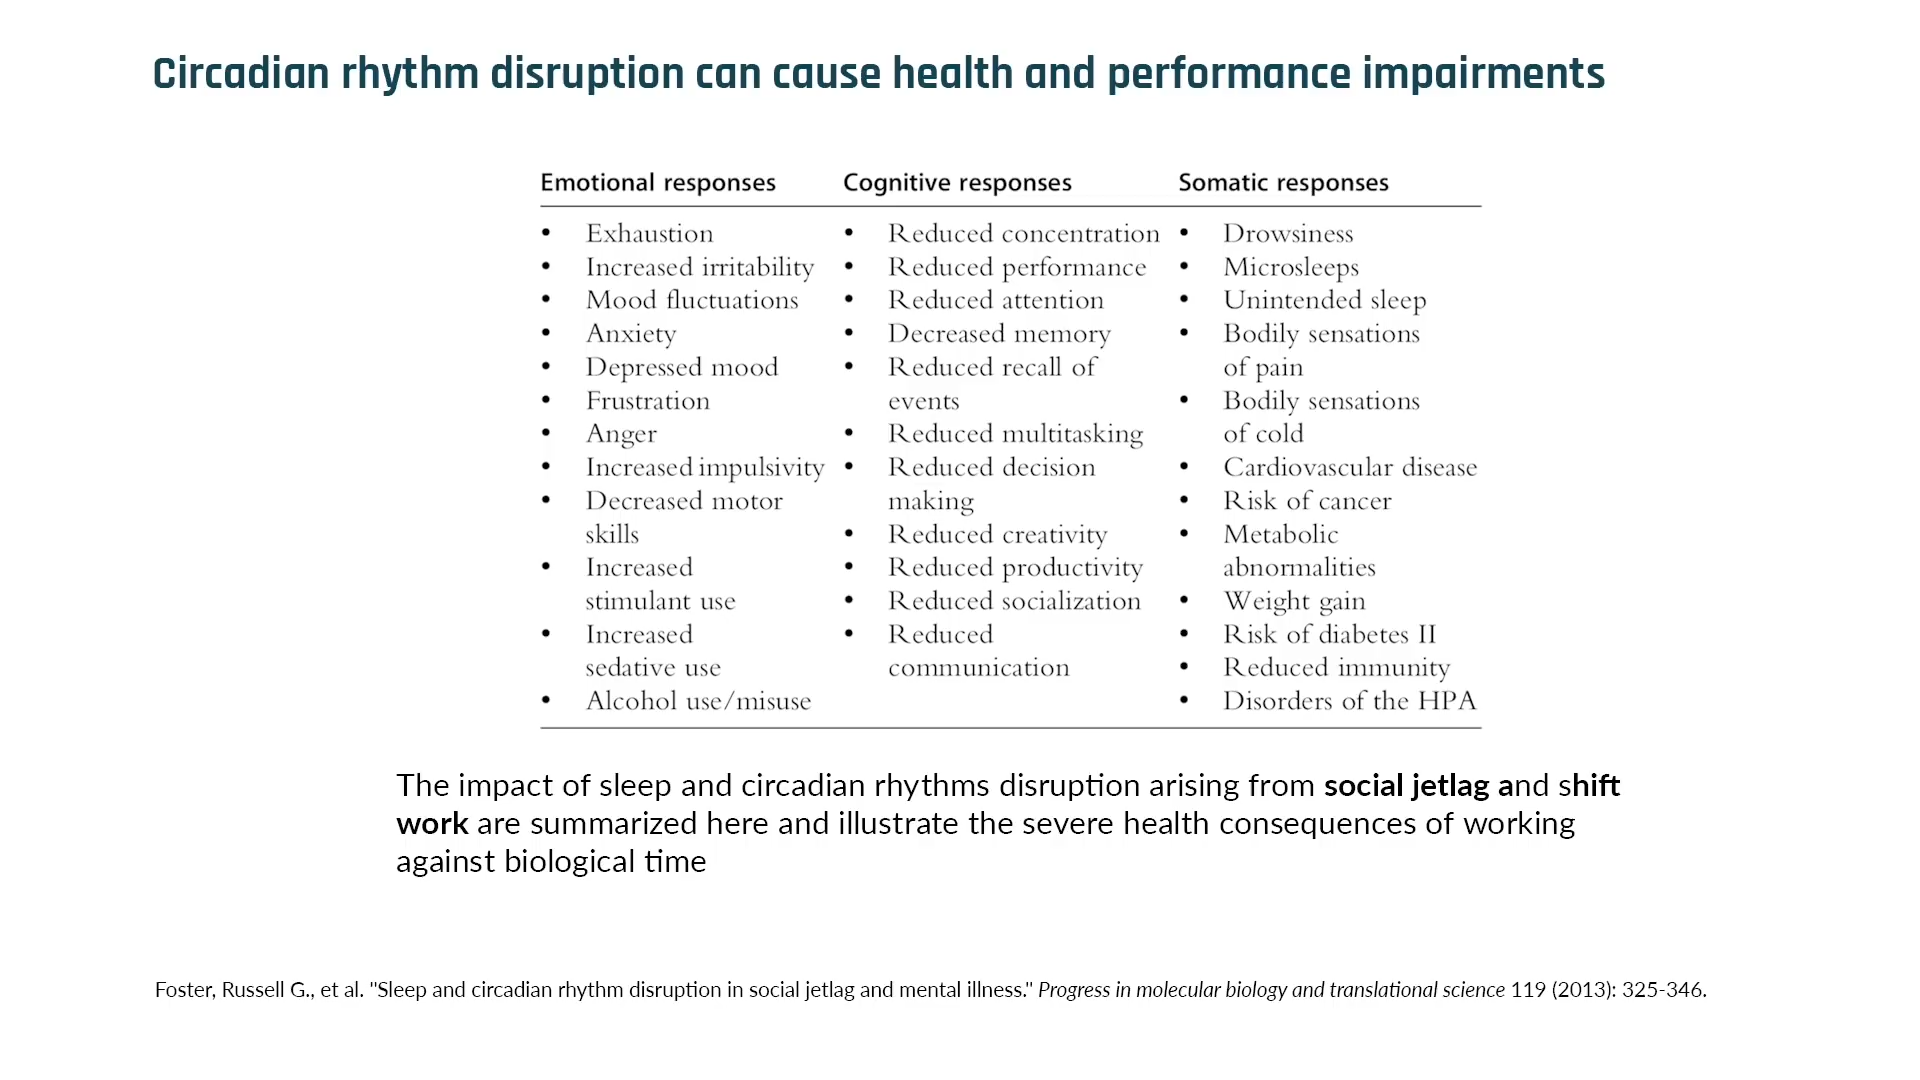 Circadian rhythm disruption can cause health and performance impairments
Emotional responses Cognitive responses Somatic responses
• Exhaustion
• Increased irritability
• Mood fluctuations
• Anxiety
• Depressed mood
• Frustration
• Anger
• Increased impulsivity
• Decreased motor
skills
• Increased
stimulant use
• Increased
sedative use
• Alcohol use/misuse
• Reduced concentration
• Reduced performance
• Reduced attention
• Decreased memory
• Reduced recall of
events
• Reduced multitasking
• Reduced decision
making
• Reduced creativity
• Reduced productivity
• Reduced socialization
• Reduced
communication
• Drowsiness
• Microsleeps
• Unintended sleep
• Bodily sensations
of pain
• Bodily sensations
of cold
• Cardiovascular disease
• Risk of cancer
• Metabolic
abnormalities
• Weight gain
• Risk of diabetes II
• Reduced immunity
• Disorders of the HPA
The impact of sleep and circadian rhythms disruption arising from social jetlag and shift
work are summarized here and illustrate the severe health consequences of working
against biological time
Foster, Russell G., et al. "Sleep and circadian rhythm disruption in social jetlag and mental illness." Progress in molecular biology and translational science 119 (2013): 325-346.